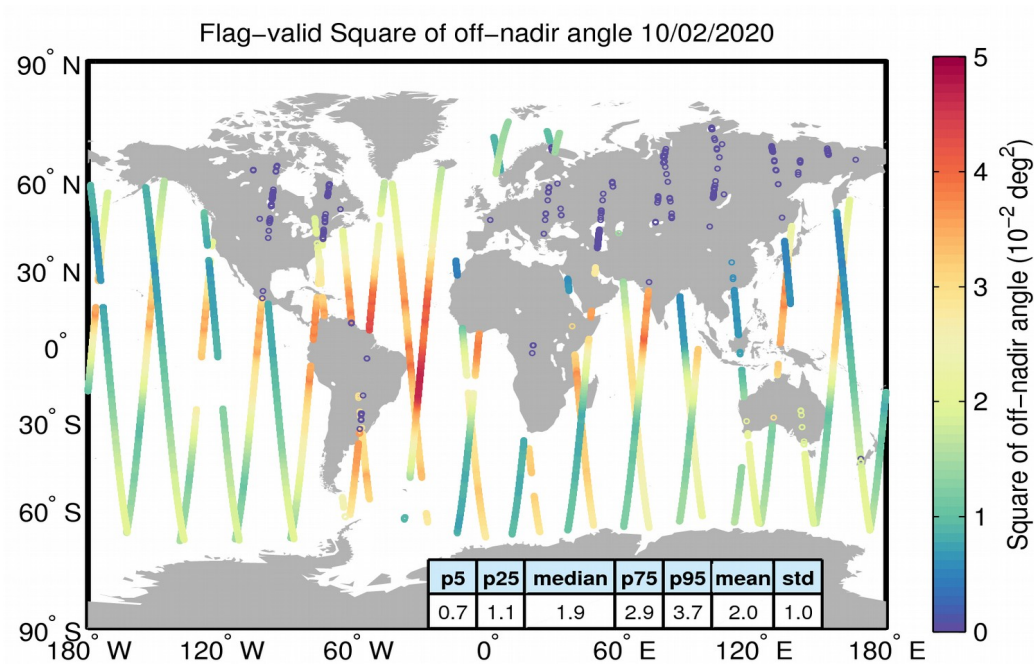 Flag−valid Square of off−nadir angle 10/02/2020
90° N
60° N
30° N
0°
30° S
60° S
90° S
180° W
120° W
60° W
0°
60° E
120° E
180° E
p5 p25 median p75 p95 mean std
0.7 1.1 1.9 2.9 3.7 2.0 1.0
5
4
3
2
1
0
Square of off−nadir angle (10⁻² deg²)